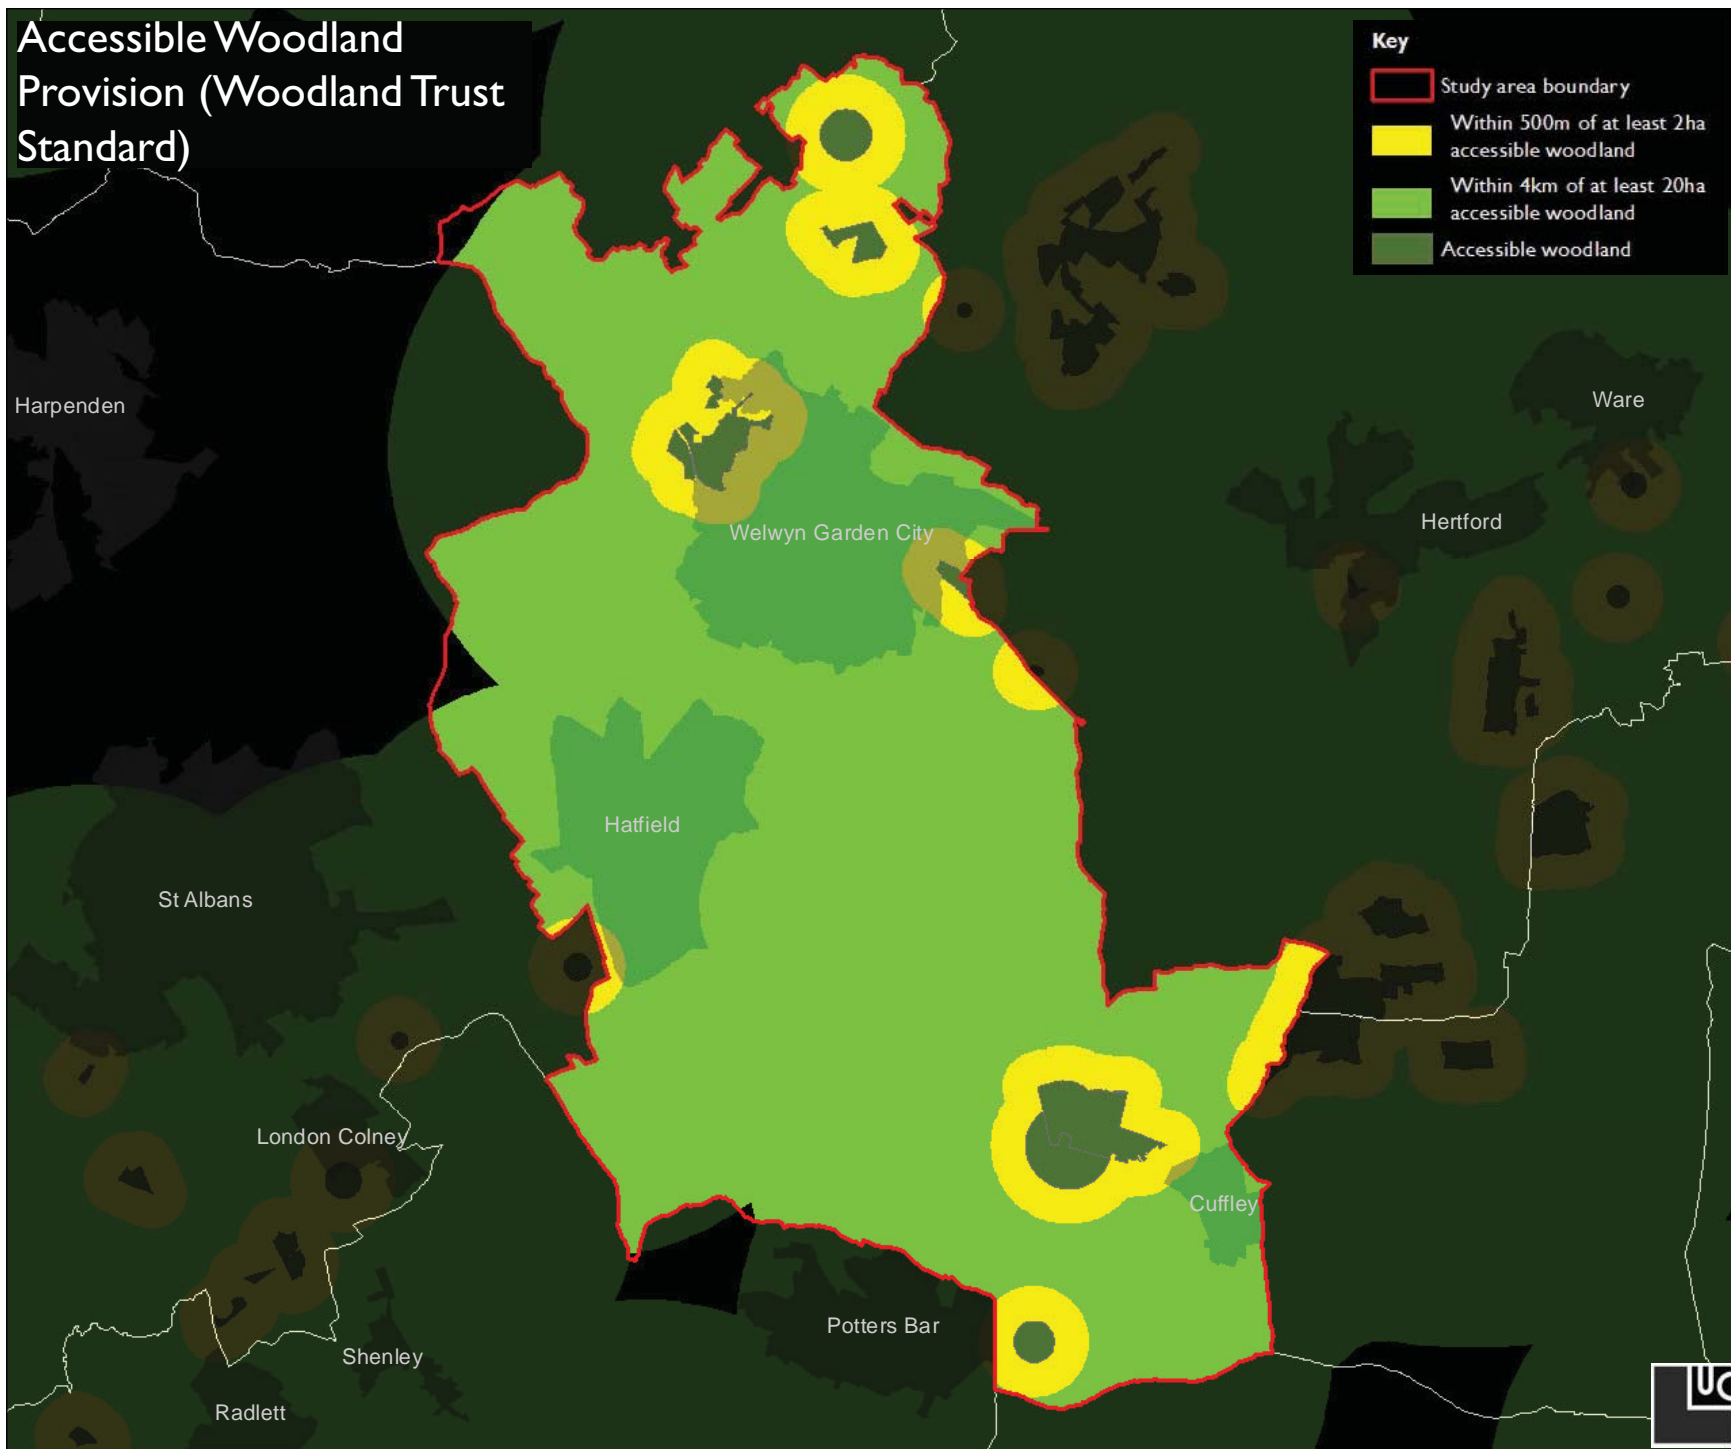 Accessible Woodland
Provision (Woodland Trust
Standard)
Key
Study area boundary
Within 500m of at least 2ha
accessible woodland
Within 4km of at least 20ha
accessible woodland
Accessible woodland
Harpenden
Ware
Hertford
Welwyn Garden City
Hatfield
St Albans
London Colney
Cuffley
Potters Bar
Shenley
Radlett